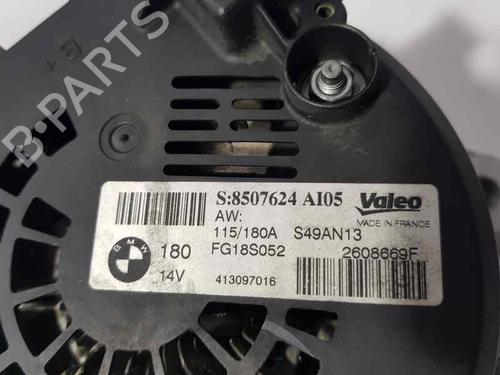 B-PARTS
+
S:8507624 AI05
Valeo
MADE IN FRANCE
AW:
115/180A S49AN13
180 FG18S052 2608669F
14V 413097016